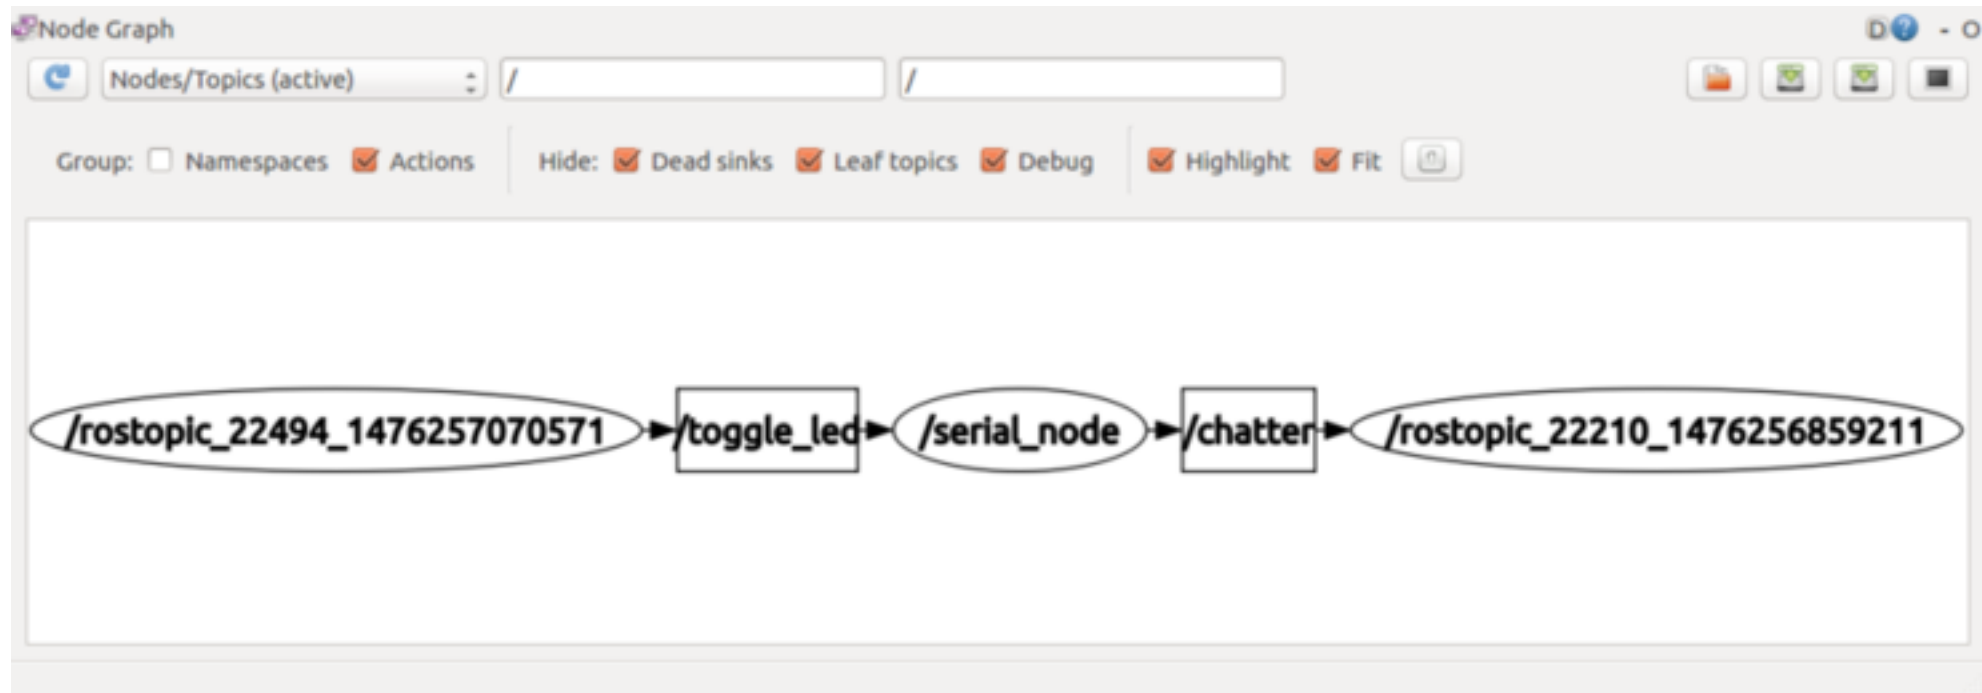 Node Graph D ? - O
Nodes/Topics (active) / /
Group: Namespaces Actions Hide: Dead sinks Leaf topics Debug Highlight Fit
/rostopic_22494_1476257070571 /toggle_led /serial_node /chatter /rostopic_22210_1476256859211